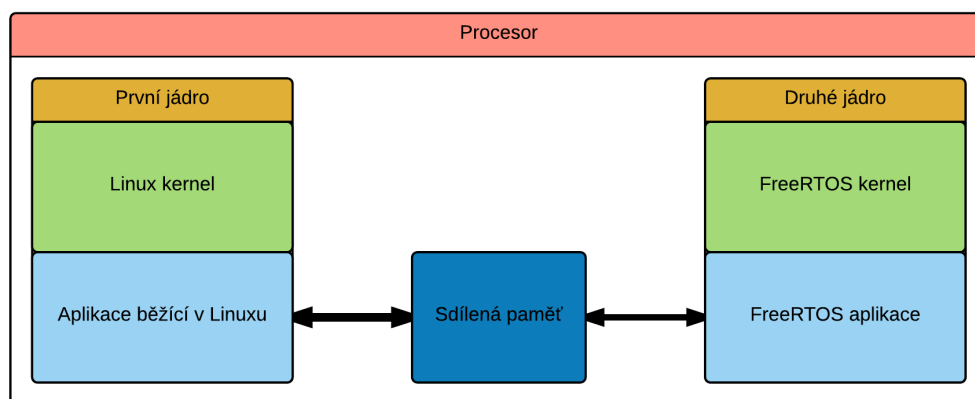 Procesor
První jádro
Druhé jádro
Linux kernel
FreeRTOS kernel
Aplikace běžící v Linuxu
Sdílená paměť
FreeRTOS aplikace